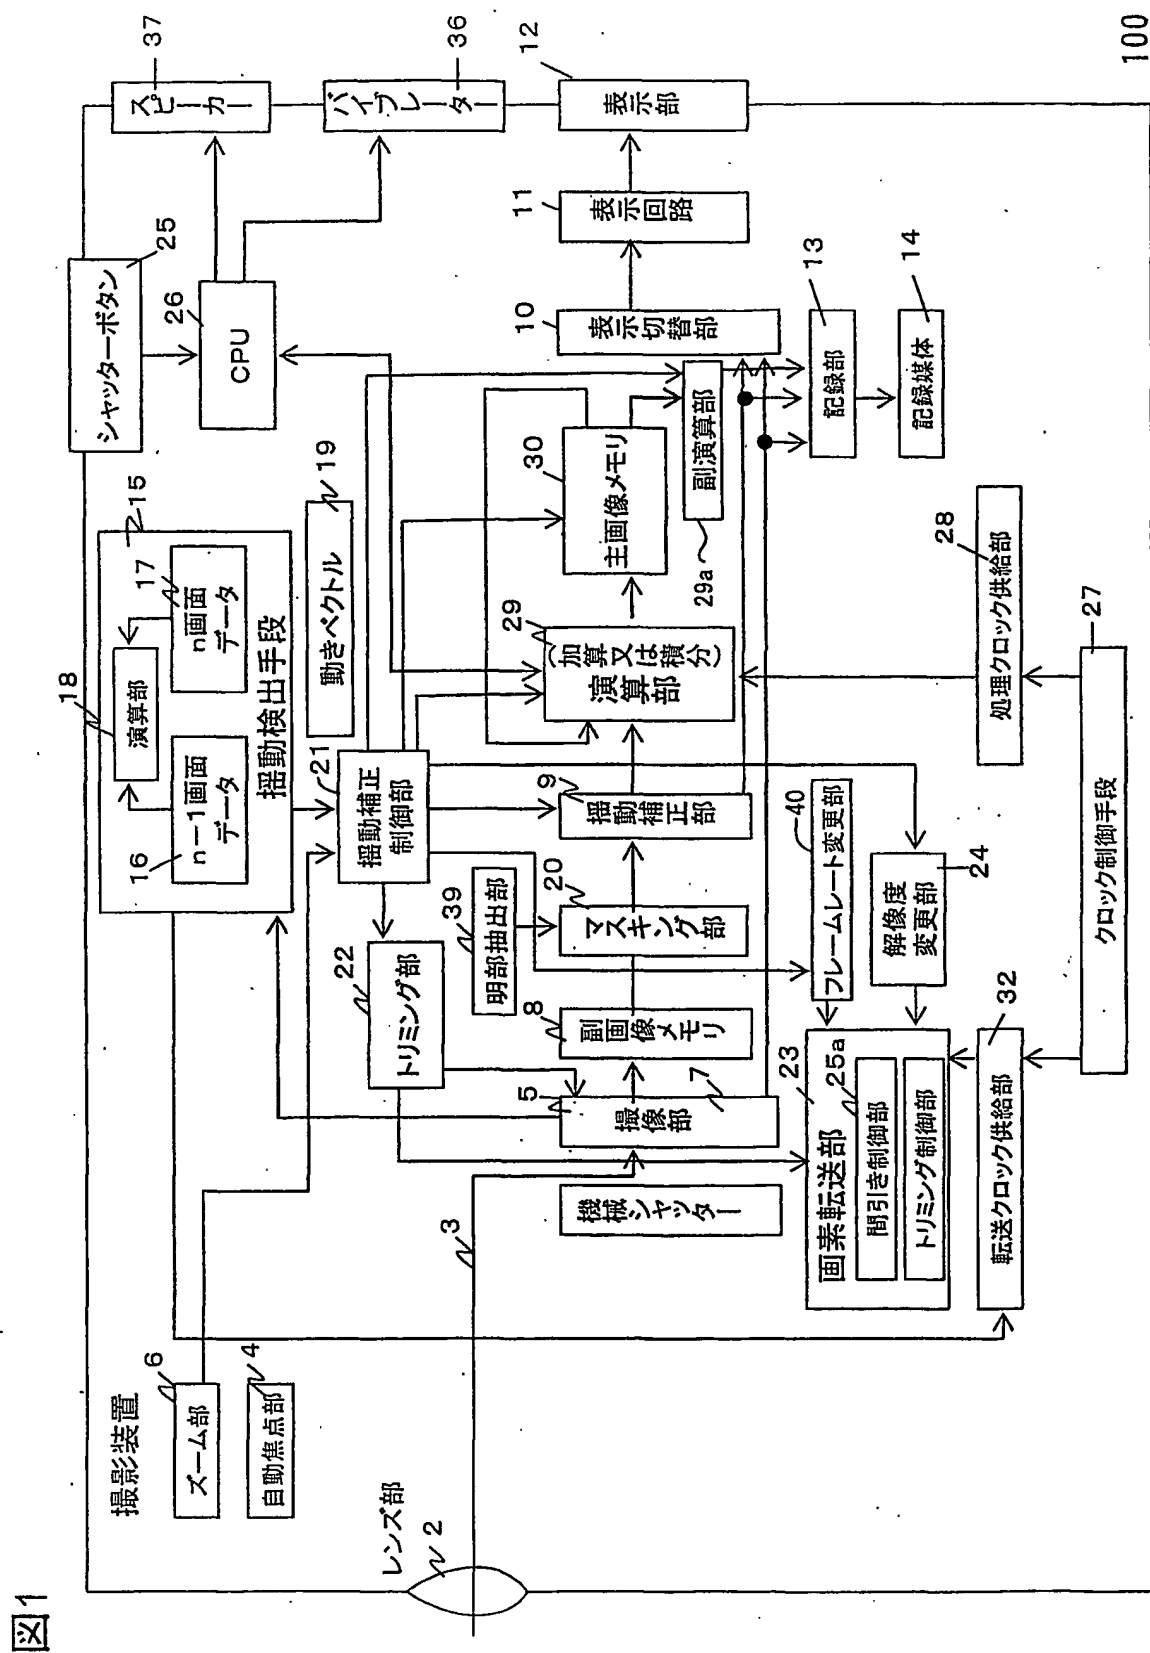 図1
撮影装置
ズーム部
6
自動焦点部
4
レンズ部
2
3
シャッターボタン
25
CPU
26
スピーカー
37
バイブレーター
36
15
18
演算部
n−1画面
データ
16
n画面
データ
17
揺動検出手段
動きベクトル
19
揺動補正
制御部
21
トリミング部
22
明部抽出部
39
機械シャッター
撮像部
5
7
副画像メモリ
8
マスキング部
20
揺動補正部
9
(加算又は積分)
演算部
29
主画像メモリ
30
副演算部
29a
表示切替部
10
表示回路
11
表示部
12
記録部
13
記録媒体
14
画素転送部
23
間引き制御部
25a
トリミング制御部
フレームレート変更部
40
解像度
変更部
24
転送クロック供給部
32
処理クロック供給部
28
クロック制御手段
27
100